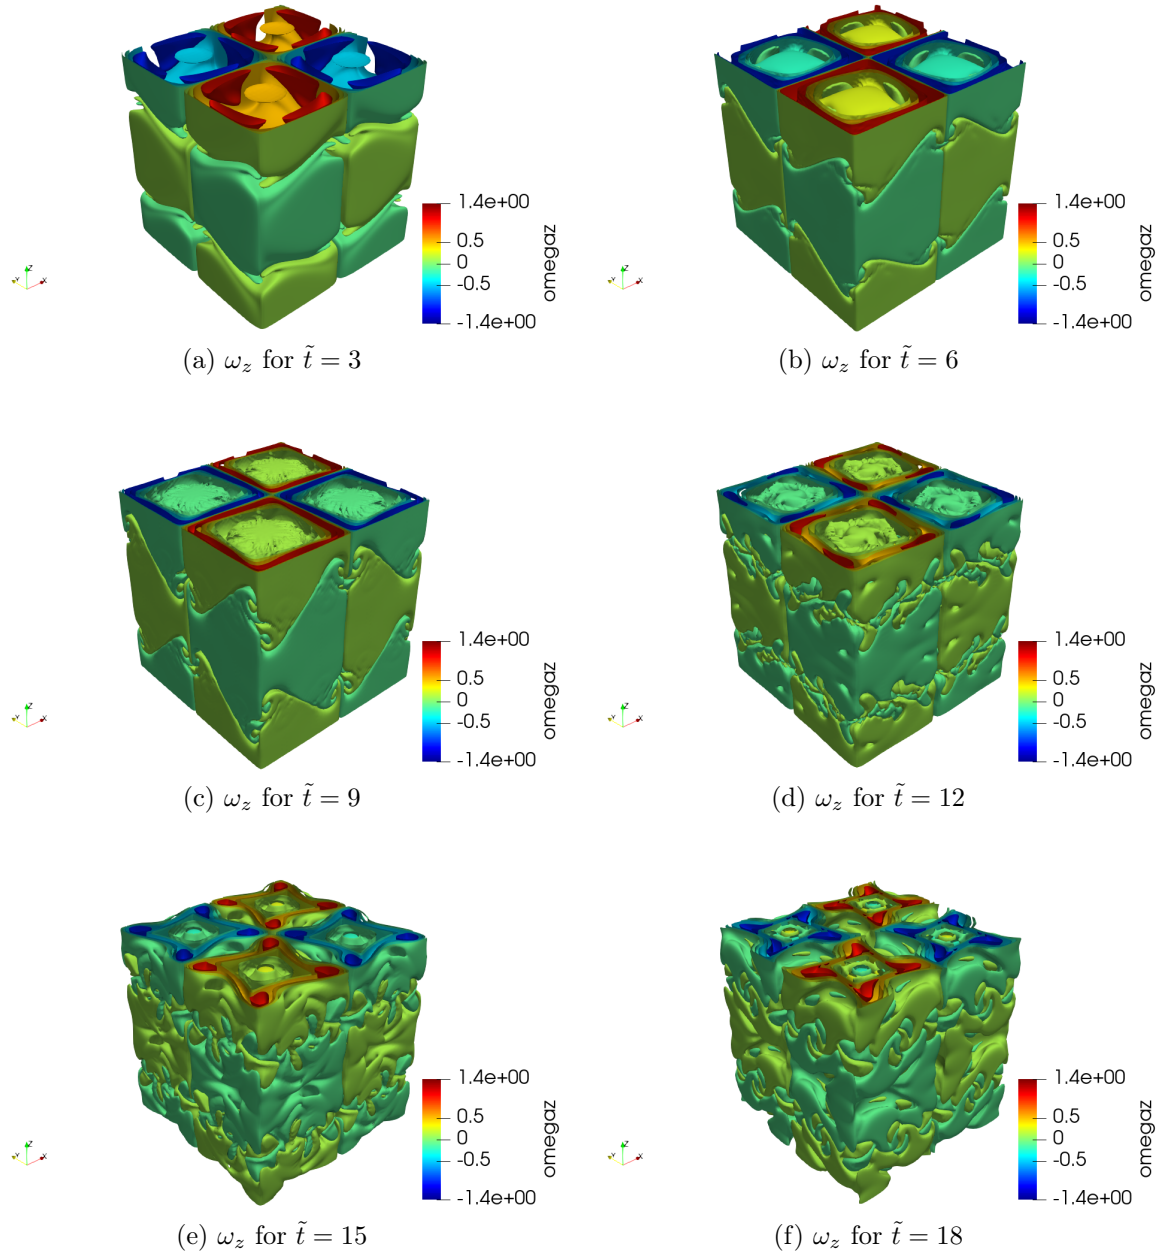 1.4e+00
0.5
0
-0.5
-1.4e+00
omegaz
Z
Y
X
(a) ω_z for t̃ = 3
1.4e+00
0.5
0
-0.5
-1.4e+00
omegaz
Z
Y
X
(b) ω_z for t̃ = 6
1.4e+00
0.5
0
-0.5
-1.4e+00
omegaz
Z
Y
X
(c) ω_z for t̃ = 9
1.4e+00
0.5
0
-0.5
-1.4e+00
omegaz
Z
Y
X
(d) ω_z for t̃ = 12
1.4e+00
0.5
0
-0.5
-1.4e+00
omegaz
Z
Y
X
(e) ω_z for t̃ = 15
1.4e+00
0.5
0
-0.5
-1.4e+00
omegaz
Z
Y
X
(f) ω_z for t̃ = 18